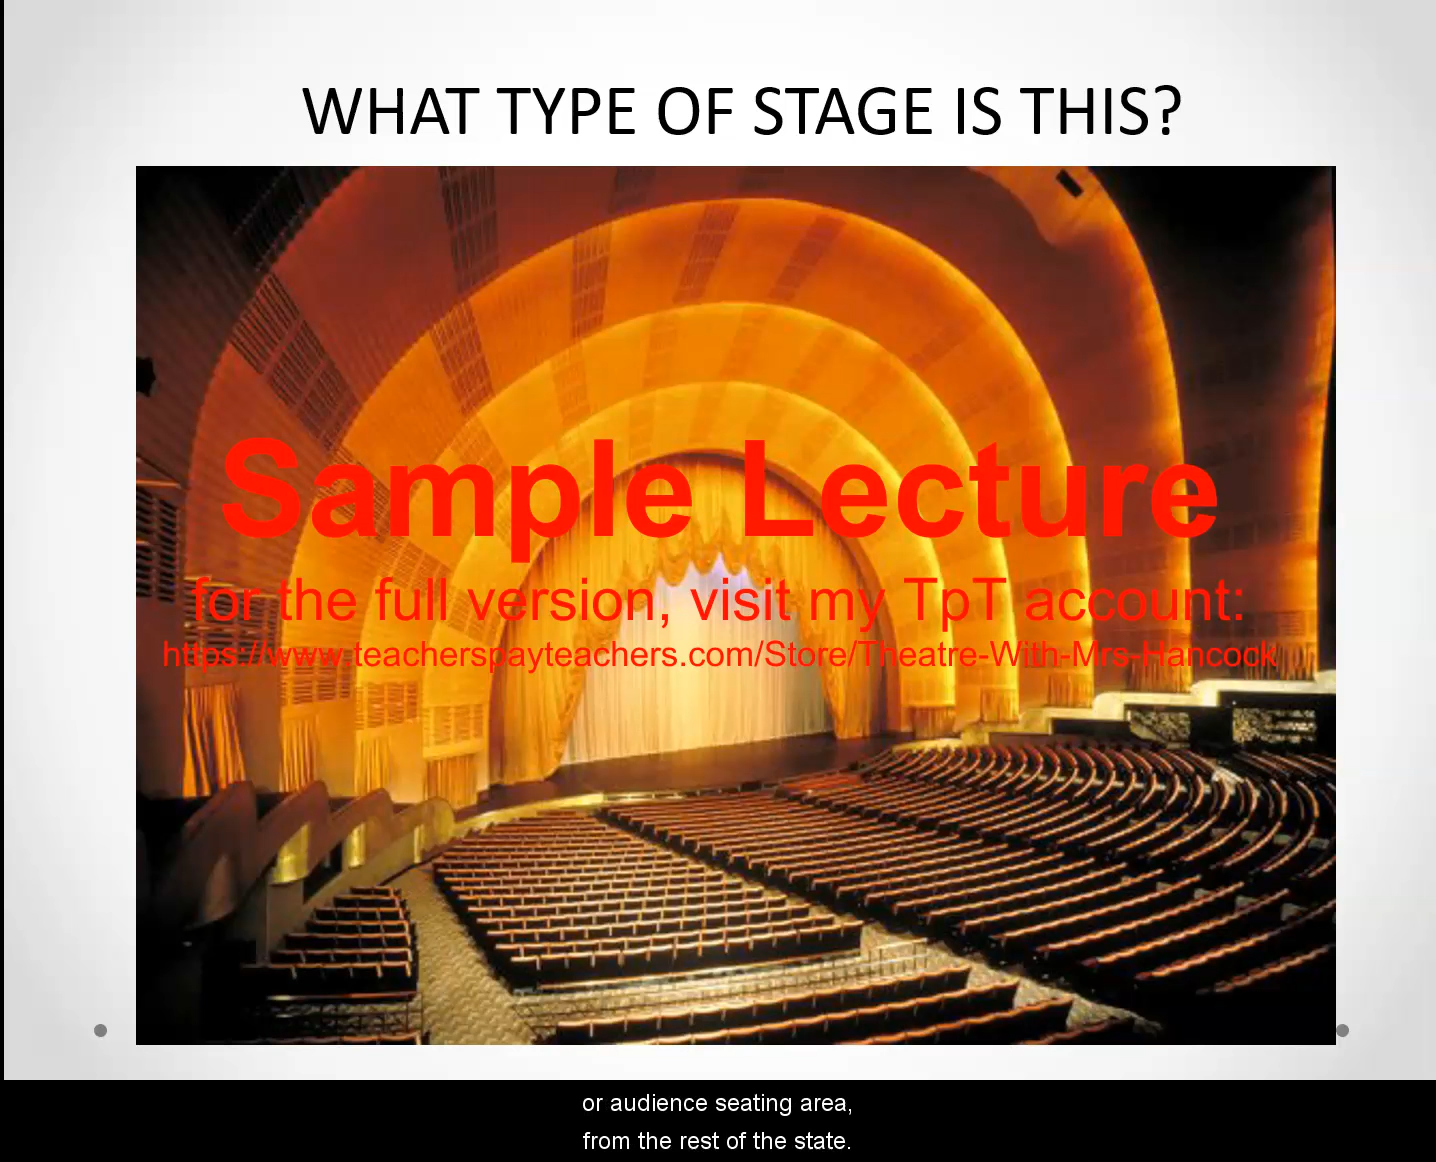 WHAT TYPE OF STAGE IS THIS?
Sample Lecture
for the full version, visit my TpT account:
https://www.teacherspayteachers.com/Store/Theatre-With-Mrs-Hancock
or audience seating area,
from the rest of the state.